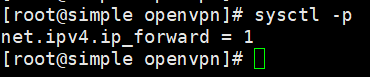 [root@simple openvpn]# sysctl -p
net.ipv4.ip_forward = 1
[root@simple openvpn]#